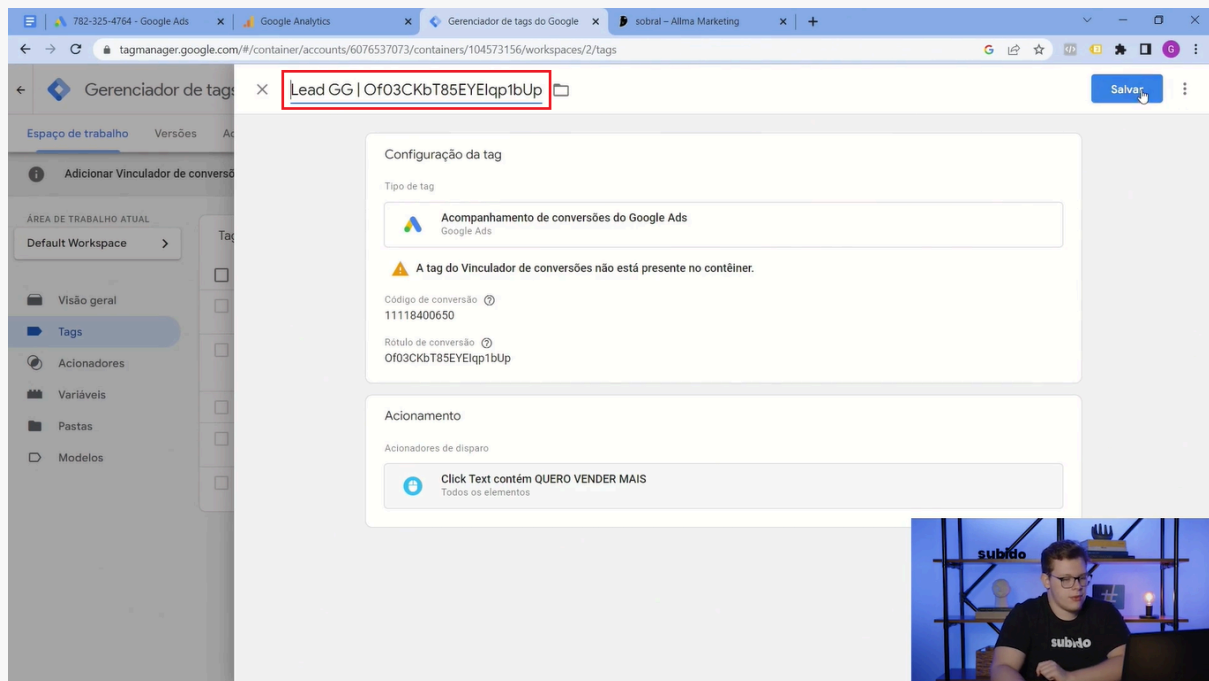 782-325-4764 - Google Ads
Google Analytics
Gerenciador de tags do Google
sobral – Allma Marketing
tagmanager.google.com/#/container/accounts/6076537073/containers/104573156/workspaces/2/tags
G
Gerenciador de tags
Lead GG | Of03CKbT85EYEIqp1bUp
Salvar
Espaço de trabalho
Versões
Ad
Adicionar Vinculador de conversõ
ÁREA DE TRABALHO ATUAL
Default Workspace
Tag
Visão geral
Tags
Acionadores
Variáveis
Pastas
Modelos
Configuração da tag
Tipo de tag
Acompanhamento de conversões do Google Ads
Google Ads
A tag do Vinculador de conversões não está presente no contêiner.
Código de conversão
11118400650
Rótulo de conversão
Of03CKbT85EYEIqp1bUp
Acionamento
Acionadores de disparo
Click Text contém QUERO VENDER MAIS
Todos os elementos
subido
#
subido